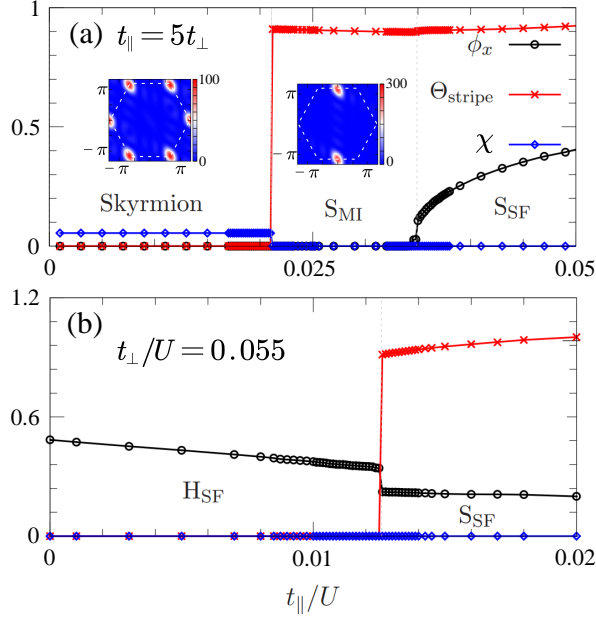 1
(a) t∥ = 5t⊥
ϕx
Θstripe
χ
0.5
100
0
300
0
π
−π
−π π
π
−π
−π π
Skyrmion
SMI
SSF
0
0 0.025 0.05
1.2
(b)
t⊥/U = 0.055
0.6
HSF
SSF
0
0 0.01 0.02
t∥/U